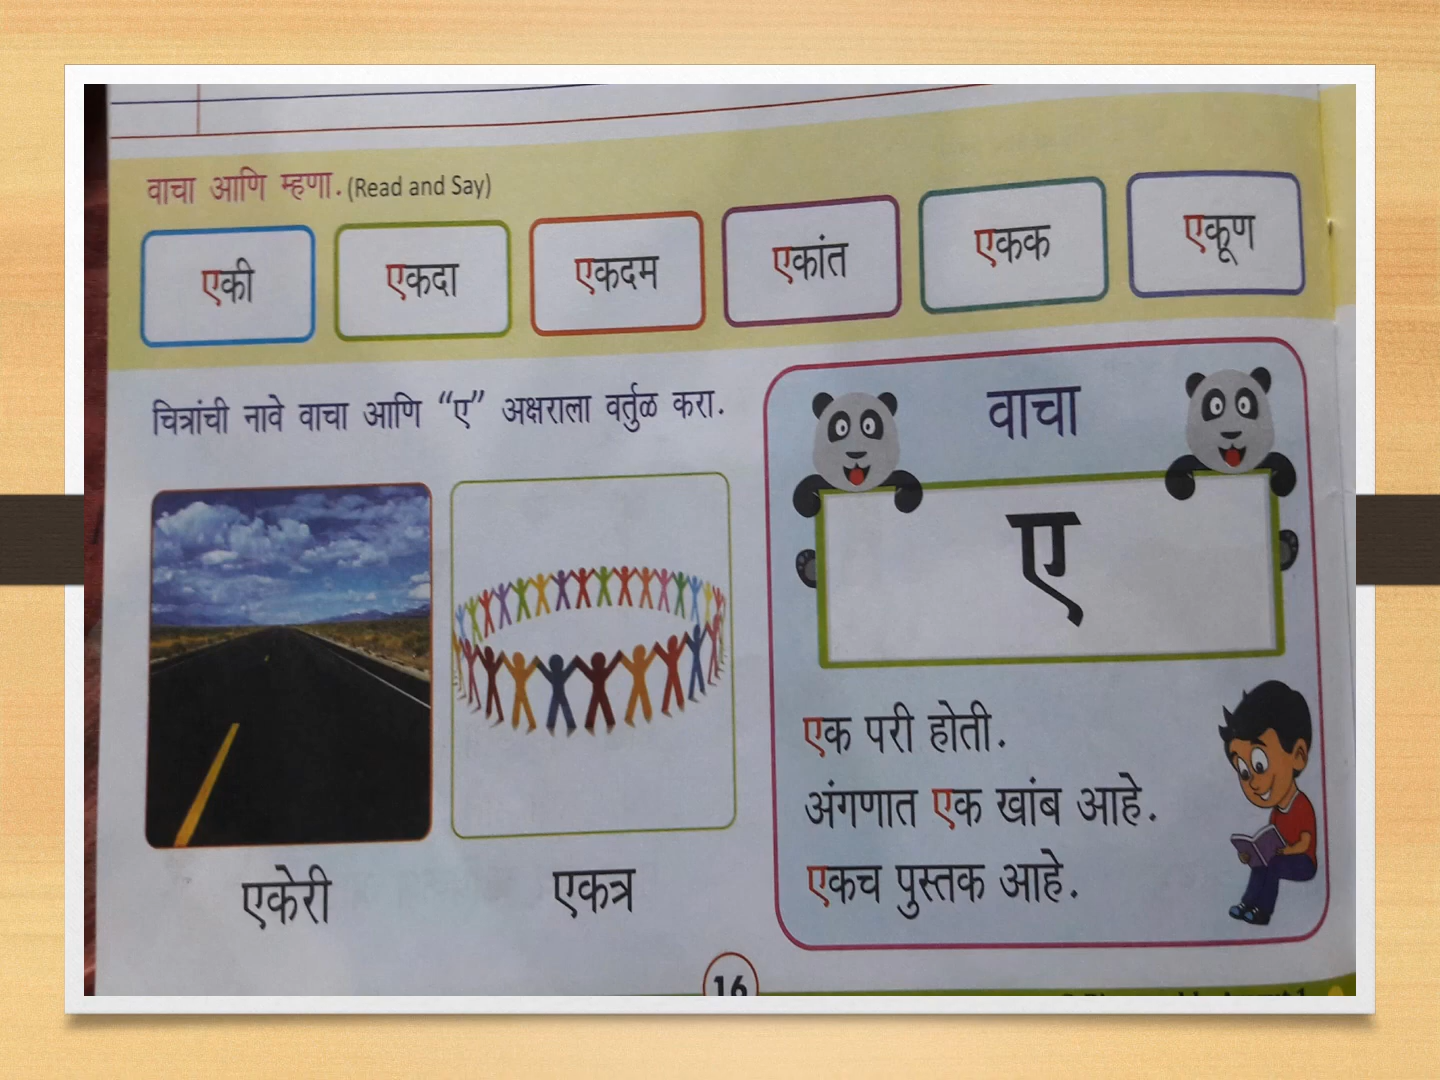 वाचा आणि म्हणा. (Read and Say)
एकी एकदा एकदम एकांत एकक एकूण
चित्रांची नावे वाचा आणि “ए” अक्षराला वर्तुळ करा.
एकेरी एकत्र
वाचा
ए
एक परी होती.
अंगणात एक खांब आहे.
एकच पुस्तक आहे.
16